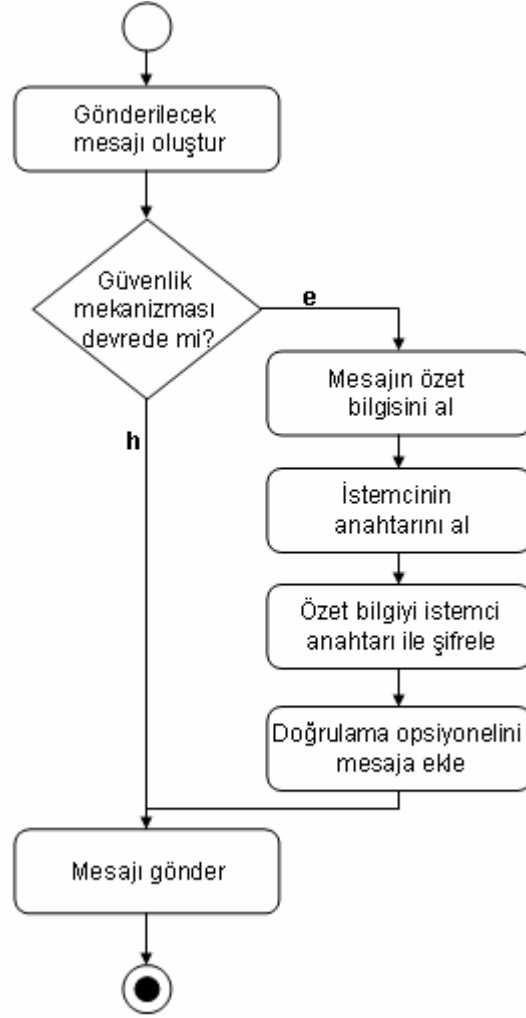 Gönderilecek
mesajı oluştur
Güvenlik
mekanizması
devrede mi?
e
h
Mesajın özet
bilgisini al
İstemcinin
anahtarını al
Özet bilgiyi istemci
anahtarı ile şifrele
Doğrulama opsiyonelini
mesaja ekle
Mesajı gönder